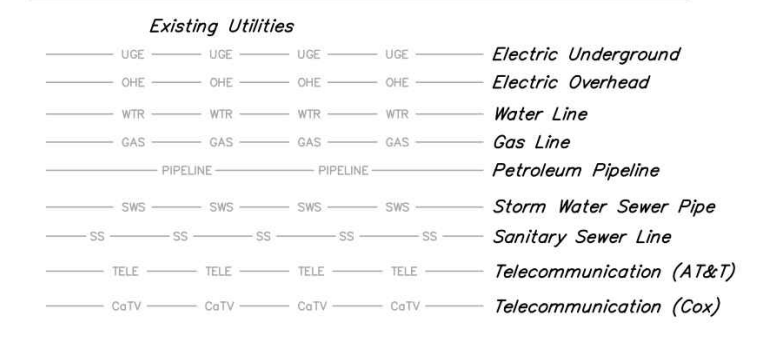 Existing Utilities
UGE UGE UGE UGE Electric Underground
OHE OHE OHE OHE Electric Overhead
WTR WTR WTR WTR Water Line
GAS GAS GAS GAS Gas Line
PIPELINE PIPELINE Petroleum Pipeline
SWS SWS SWS SWS Storm Water Sewer Pipe
SS SS SS SS SS Sanitary Sewer Line
TELE TELE TELE TELE Telecommunication (AT&T)
CaTV CaTV CaTV CaTV Telecommunication (Cox)